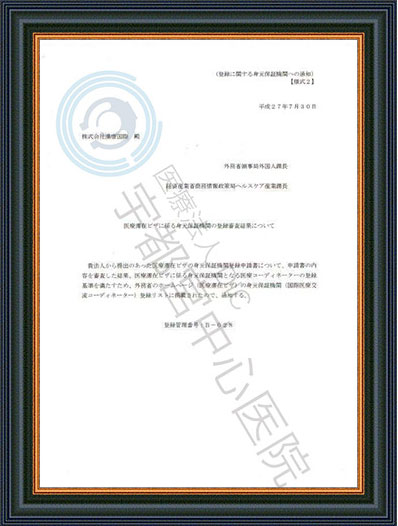 （登録に関する身元保証機関への通知）
【様式２】
平成２７年７月３０日
殿
外務省領事局外国人課長
経済産業省商務情報政策局ヘルスケア産業課長
医療滞在ビザに係る身元保証機関の登録審査結果について
貴法人から提出のあった医療滞在ビザの身元保証機関登録申請書について、申請書の内
容を審査した結果、医療滞在ビザに係る身元保証機関となる医療コーディネーターの登録
基準を満たすため、外務省のホームページ（医療滞在ビザ）の身元保証機関（国際医療交
流コーディネーター）登録リストに掲載されたので、通知する。
登録管理番号：Ｂ－０２８
医療法人
宇都宮中心医院